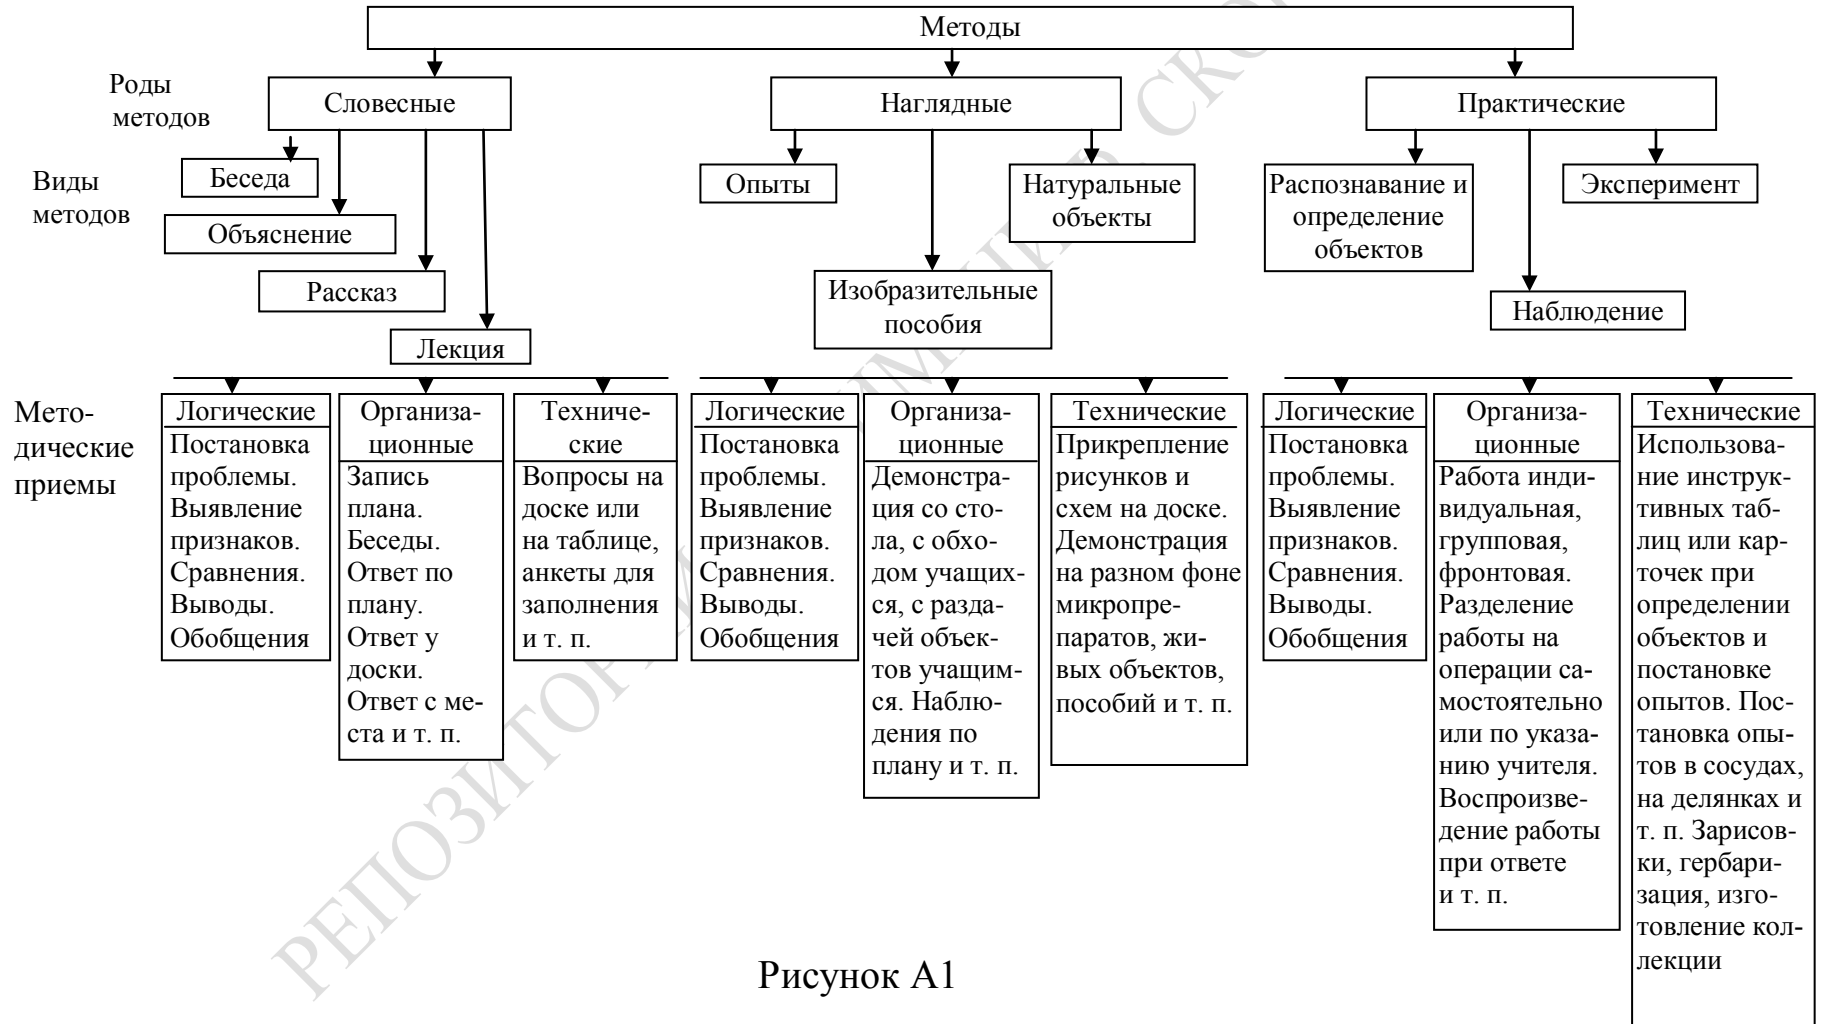 Методы
Роды
методов
Словесные
Наглядные
Практические
Виды
методов
Беседа
Объяснение
Рассказ
Лекция
Опыты
Изобразительные
пособия
Натуральные
объекты
Распознавание и
определение
объектов
Наблюдение
Эксперимент
Мето-
дические
приемы
Логические
Постановка
проблемы.
Выявление
признаков.
Сравнения.
Выводы.
Обобщения
Организа-
ционные
Запись
плана.
Беседы.
Ответ по
плану.
Ответ у
доски.
Ответ с ме-
ста и т. п.
Техниче-
ские
Вопросы на
доске или
на таблице,
анкеты для
заполнения
и т. п.
Логические
Постановка
проблемы.
Выявление
признаков.
Сравнения.
Выводы.
Обобщения
Организа-
ционные
Демонстра-
ция со сто-
ла, с обхо-
дом учащих-
ся, с разда-
чей объек-
тов учащим-
ся. Наблю-
дения по
плану и т. п.
Технические
Прикрепление
рисунков и
схем на доске.
Демонстрация
на разном фоне
микропре-
паратов, жи-
вых объектов,
пособий и т. п.
Логические
Постановка
проблемы.
Выявление
признаков.
Сравнения.
Выводы.
Обобщения
Организа-
ционные
Работа инди-
видуальная,
групповая,
фронтовая.
Разделение
работы на
операции са-
мостоятельно
или по указа-
нию учителя.
Воспроизве-
дение работы
при ответе
и т. п.
Технические
Использова-
ние инструк-
тивных таб-
лиц или кар-
точек при
определении
объектов и
постановке
опытов. Пос-
тановка опы-
тов в сосудах,
на делянках и
т. п. Зарисов-
ки, гербари-
зация, изго-
товление кол-
лекции
Рисунок А1